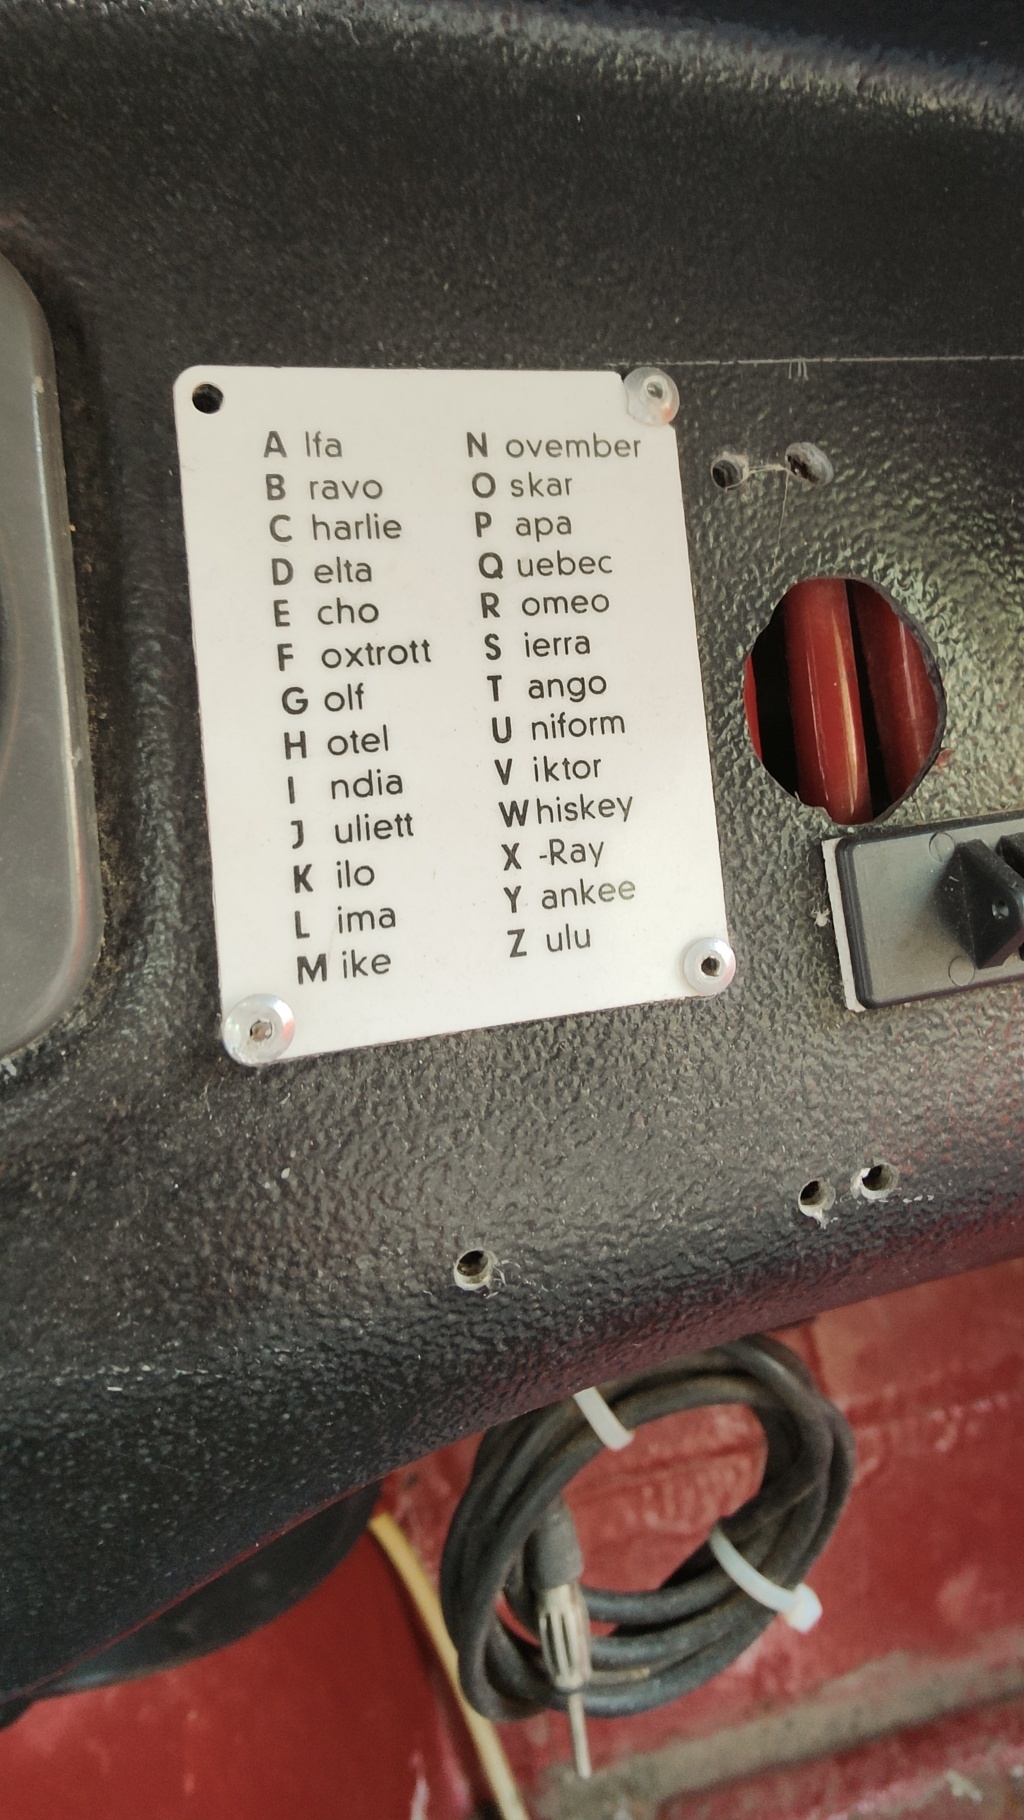 A lfa
B ravo
C harlie
D elta
E cho
F oxtrott
G olf
H otel
I ndia
J uliett
K ilo
L ima
M ike
N ovember
O skar
P apa
Q uebec
R omeo
S ierra
T ango
U niform
V iktor
W hiskey
X -Ray
Y ankee
Z ulu